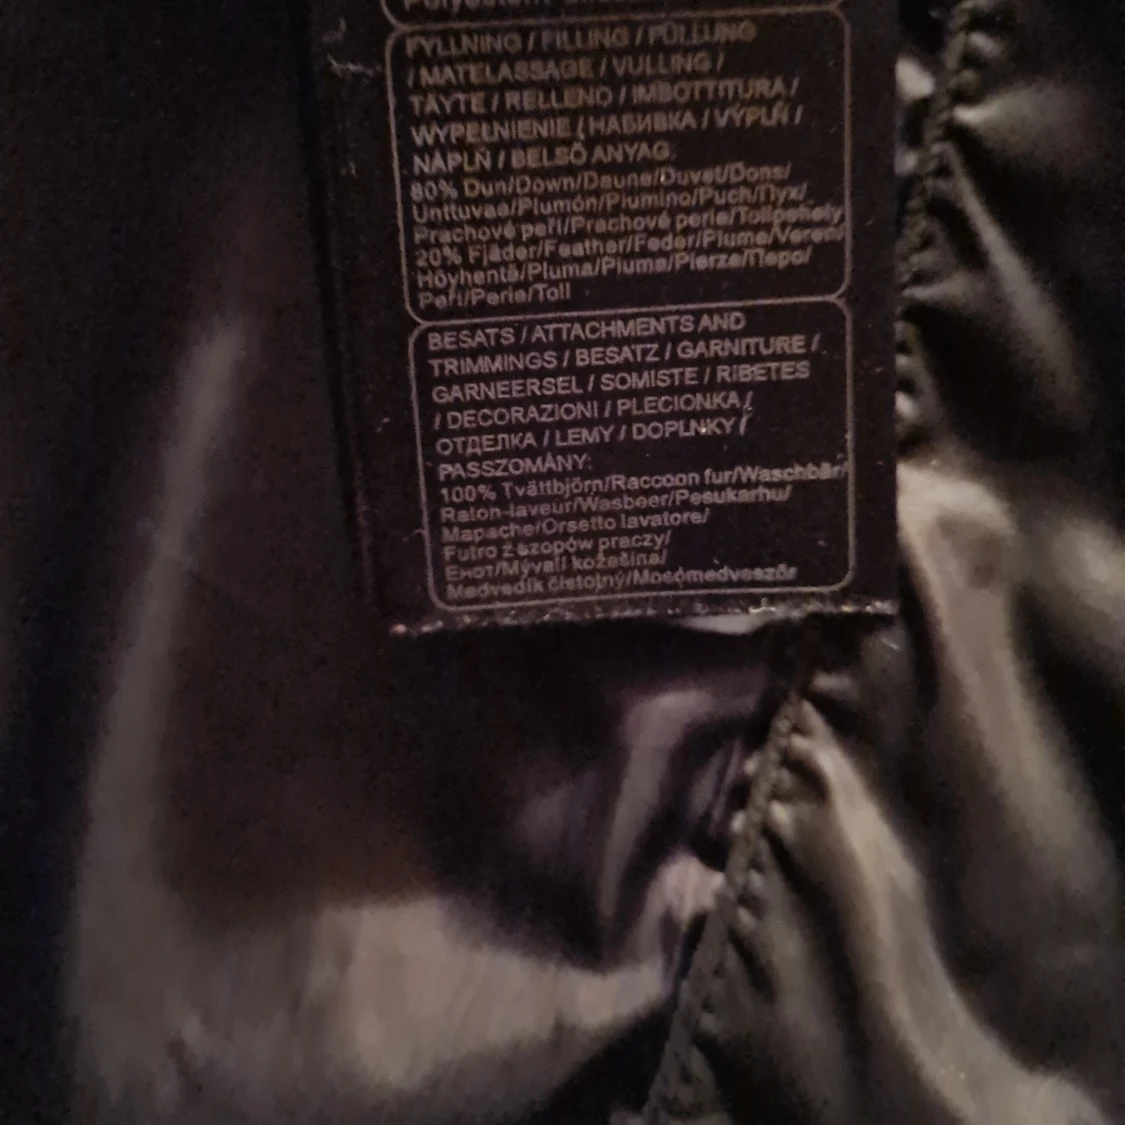 FYLLNING / FILLING / FÜLLUNG
/ MATELASSAGE / VULLING /
TÄYTE / RELLENO / IMBOTTITURA /
WYPEŁNIENIE / НАБИВКА / VÝPLŇ /
NÁPLŇ / BELSŐ ANYAG:
80% Dun/Down/Daune/Duvet/Dons/
Untuvaa/Plumón/Piumino/Puch/Пух/
Prachové peří/Prachové perie/Tollpehely
20% Fjäder/Feather/Feder/Plume/Veren/
Höyhentä/Pluma/Piuma/Pierze/Перо/
Peří/Perie/Toll
BESATS / ATTACHMENTS AND
TRIMMINGS / BESATZ / GARNITURE /
GARNEERSEL / SOMISTE / RIBETES
/ DECORAZIONI / PLECIONKA /
ОТДЕЛКА / LEMY / DOPLNKY /
PASSZOMÁNY:
100% Tvättbjörn/Raccoon fur/Waschbär/
Raton-laveur/Wasbeer/Pesukarhu/
Mapache/Orsetto lavatore/
Futro z szopów praczy/
Енот/Mývalí kožešina/
Medvedík čistotný/Mosómedveszőr